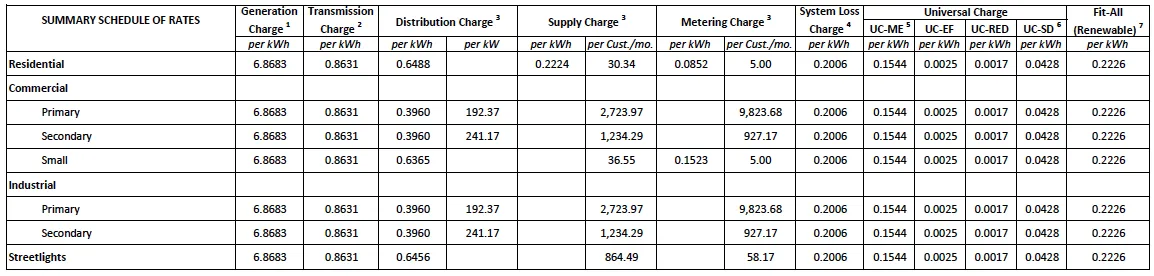 SUMMARY SCHEDULE OF RATES Generation Charge 1 Transmission Charge 2 Distribution Charge 3 Supply Charge 3 Metering Charge 3 System Loss Charge 4 Universal Charge Fit-All (Renewable) 7
UC-ME 5 UC-EF UC-RED UC-SD 6
per kWh per kWh per kWh per kW per kWh per Cust./mo. per kWh per Cust./mo. per kWh per kWh per kWh per kWh per kWh per kWh
Residential 6.8683 0.8631 0.6488 0.2224 30.34 0.0852 5.00 0.2006 0.1544 0.0025 0.0017 0.0428 0.2226
Commercial
Primary 6.8683 0.8631 0.3960 192.37 2,723.97 9,823.68 0.2006 0.1544 0.0025 0.0017 0.0428 0.2226
Secondary 6.8683 0.8631 0.3960 241.17 1,234.29 927.17 0.2006 0.1544 0.0025 0.0017 0.0428 0.2226
Small 6.8683 0.8631 0.6365 36.55 0.1523 5.00 0.2006 0.1544 0.0025 0.0017 0.0428 0.2226
Industrial
Primary 6.8683 0.8631 0.3960 192.37 2,723.97 9,823.68 0.2006 0.1544 0.0025 0.0017 0.0428 0.2226
Secondary 6.8683 0.8631 0.3960 241.17 1,234.29 927.17 0.2006 0.1544 0.0025 0.0017 0.0428 0.2226
Streetlights 6.8683 0.8631 0.6456 864.49 58.17 0.2006 0.1544 0.0025 0.0017 0.0428 0.2226